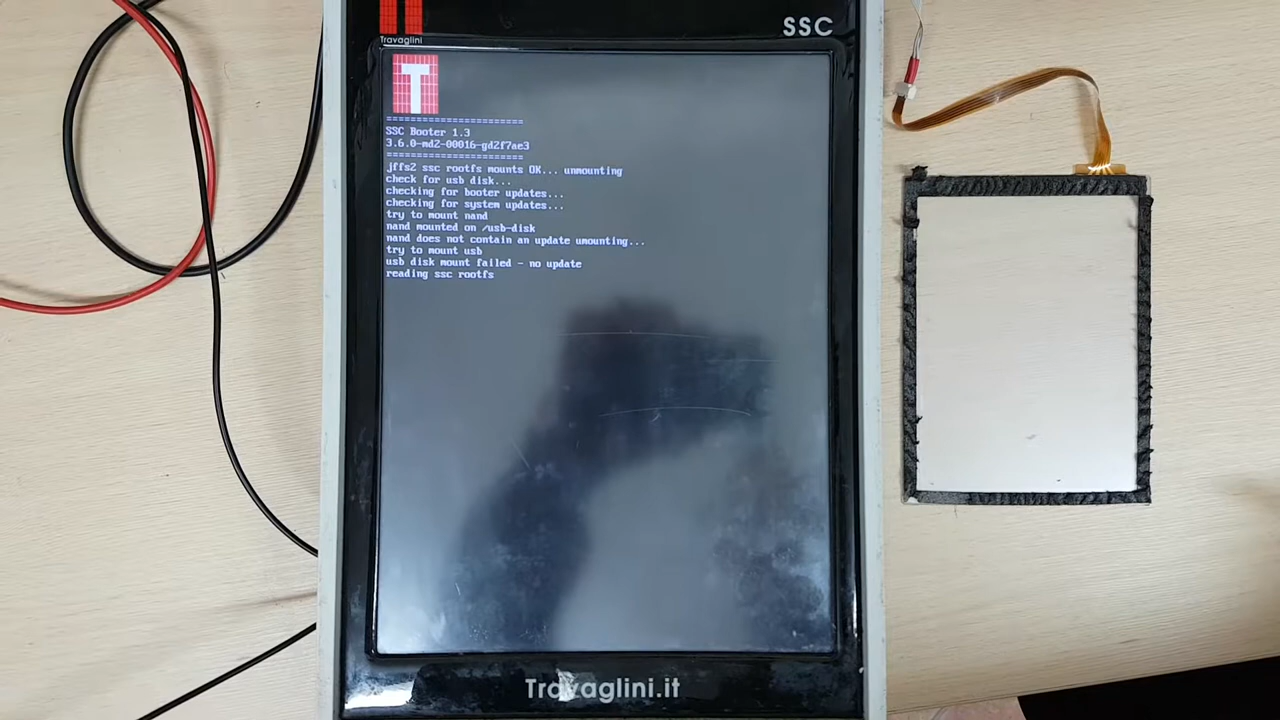 SSC
Travaglini
T
=======================
SSC Booter 1.3
3.6.0-md2-00016-gd2f7ae3
=======================
jffs2 ssc rootfs mounts OK... unmounting
check for usb disk...
checking for booter updates...
checking for system updates...
try to mount nand
nand mounted on /usb-disk
nand does not contain an update umounting...
try to mount usb
usb disk mount failed - no update
reading ssc rootfs
Travaglini.it